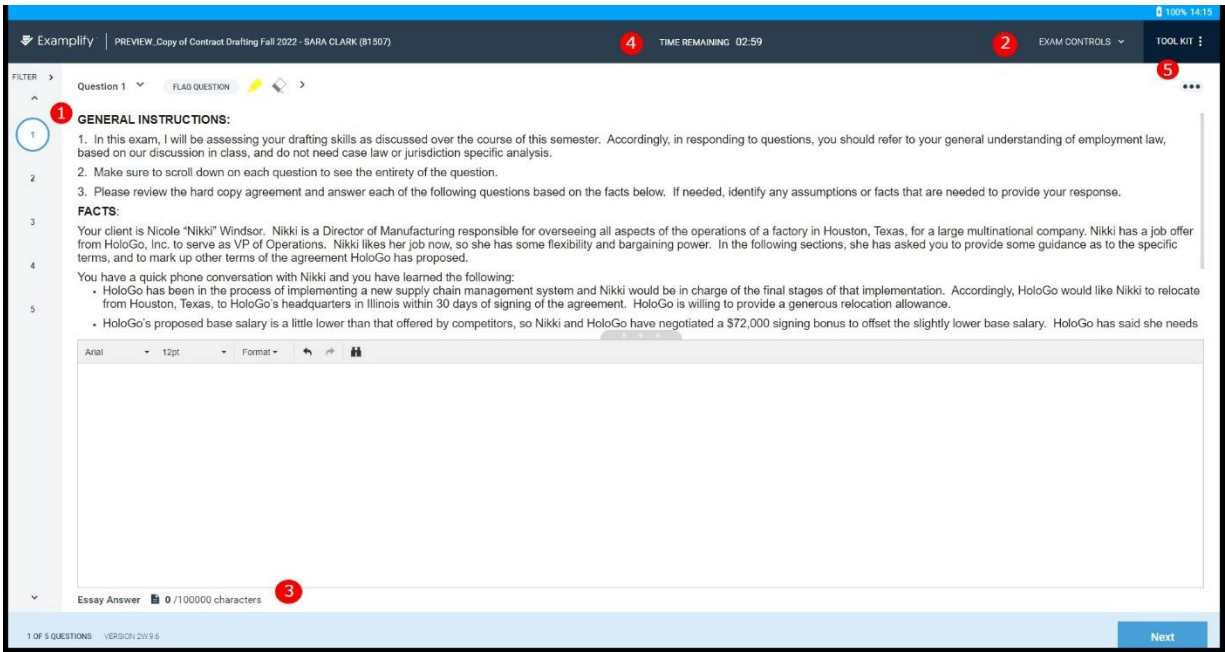 100% 14:15
Examplify PREVIEW_Copy of Contract Drafting Fall 2022 - SARA CLARK (81507) 4 TIME REMAINING 02:59 2 EXAM CONTROLS TOOL KIT
FILTER Question 1 FLAG QUESTION 5
1
GENERAL INSTRUCTIONS:
1 1. In this exam, I will be assessing your drafting skills as discussed over the course of this semester. Accordingly, in responding to questions, you should refer to your general understanding of employment law,
based on our discussion in class, and do not need case law or jurisdiction specific analysis.
2 2. Make sure to scroll down on each question to see the entirety of the question.
3. Please review the hard copy agreement and answer each of the following questions based on the facts below. If needed, identify any assumptions or facts that are needed to provide your response.
FACTS:
3 Your client is Nicole “Nikki” Windsor. Nikki is a Director of Manufacturing responsible for overseeing all aspects of the operations of a factory in Houston, Texas, for a large multinational company. Nikki has a job offer
from HoloGo, Inc. to serve as VP of Operations. Nikki likes her job now, so she has some flexibility and bargaining power. In the following sections, she has asked you to provide some guidance as to the specific
terms, and to mark up other terms of the agreement HoloGo has proposed.
4 You have a quick phone conversation with Nikki and you have learned the following:
• HoloGo has been in the process of implementing a new supply chain management system and Nikki would be in charge of the final stages of that implementation. Accordingly, HoloGo would like Nikki to relocate
5 from Houston, Texas, to HoloGo's headquarters in Illinois within 30 days of signing of the agreement. HoloGo is willing to provide a generous relocation allowance.
• HoloGo's proposed base salary is a little lower than that offered by competitors, so Nikki and HoloGo have negotiated a $72,000 signing bonus to offset the slightly lower base salary. HoloGo has said she needs
Arial 12pt Format
Essay Answer 0 /100000 characters 3
1 OF 5 QUESTIONS VERSION 2W.9.6 Next